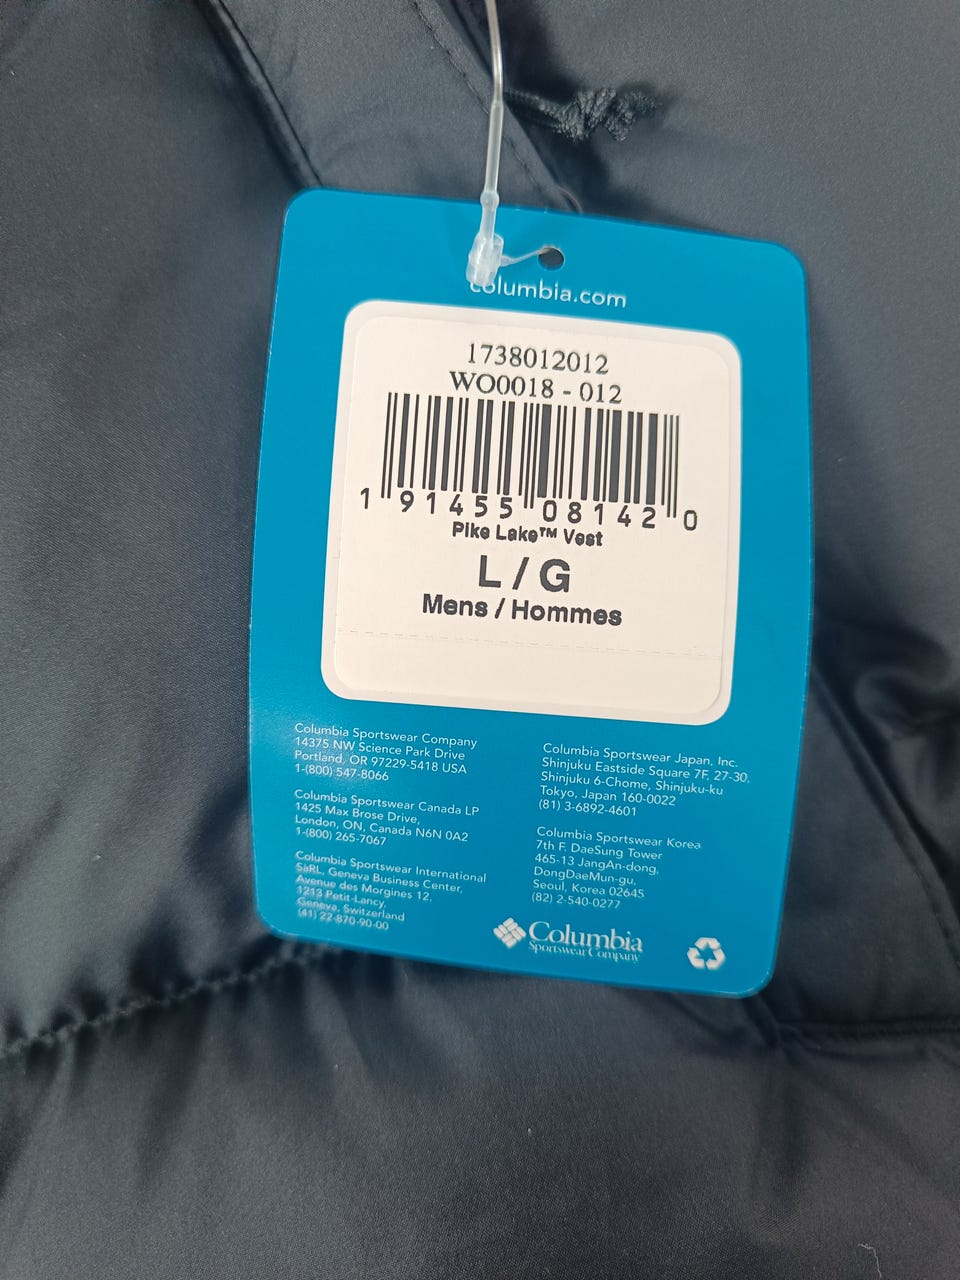 columbia.com
1738012012
WO0018 - 012
1 91455 08142 0
Pike Lake™ Vest
L / G
Mens / Hommes
Columbia Sportswear Company
14375 NW Science Park Drive
Portland, OR 97229-5418 USA
1-(800) 547-8066
Columbia Sportswear Canada LP
1425 Max Brose Drive,
London, ON, Canada N6N 0A2
1-(800) 265-7067
Columbia Sportswear International
SàRL, Geneva Business Center,
Avenue des Morgines 12,
1213 Petit-Lancy,
Geneva, Switzerland
(41) 22-870-90-00
Columbia Sportswear Japan, Inc.
Shinjuku Eastside Square 7F, 27-30,
Shinjuku 6-Chome, Shinjuku-ku
Tokyo, Japan 160-0022
(81) 3-6892-4601
Columbia Sportswear Korea
7th F. DaeSung Tower
465-13 JangAn-dong,
DongDaeMun-gu,
Seoul, Korea 02645
(82) 2-540-0277
Columbia
Sportswear Company